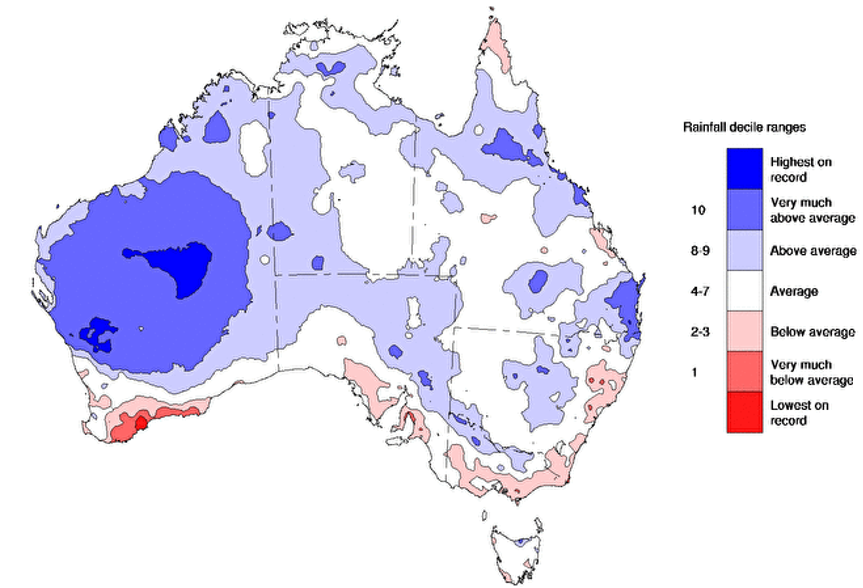 Rainfall decile ranges
Highest on
record
10
Very much
above average
8-9
Above average
4-7
Average
2-3
Below average
1
Very much
below average
Lowest on
record